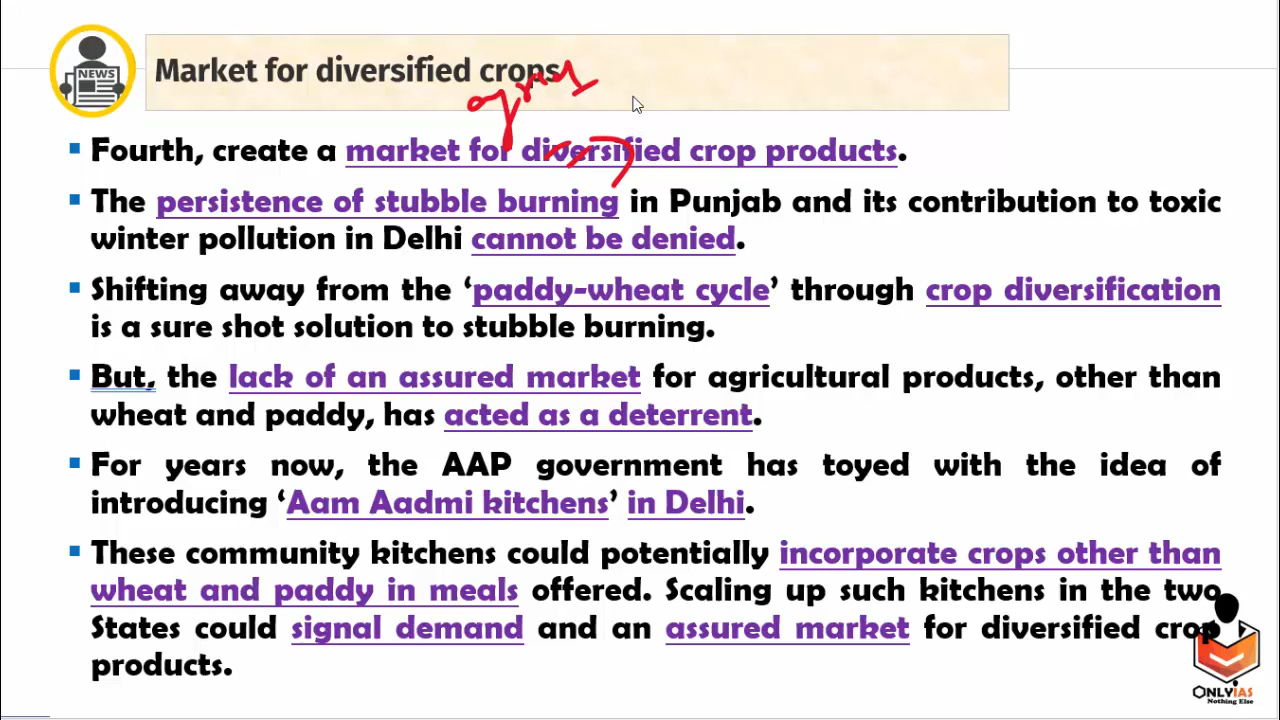 NEWS
Market for diversified crops
Fourth, create a market for diversified crop products.
The persistence of stubble burning in Punjab and its contribution to toxic
winter pollution in Delhi cannot be denied.
Shifting away from the ‘paddy-wheat cycle’ through crop diversification
is a sure shot solution to stubble burning.
But, the lack of an assured market for agricultural products, other than
wheat and paddy, has acted as a deterrent.
For years now, the AAP government has toyed with the idea of
introducing ‘Aam Aadmi kitchens’ in Delhi.
These community kitchens could potentially incorporate crops other than
wheat and paddy in meals offered. Scaling up such kitchens in the two
States could signal demand and an assured market for diversified crop
products.
ONLYIAS
Nothing Else